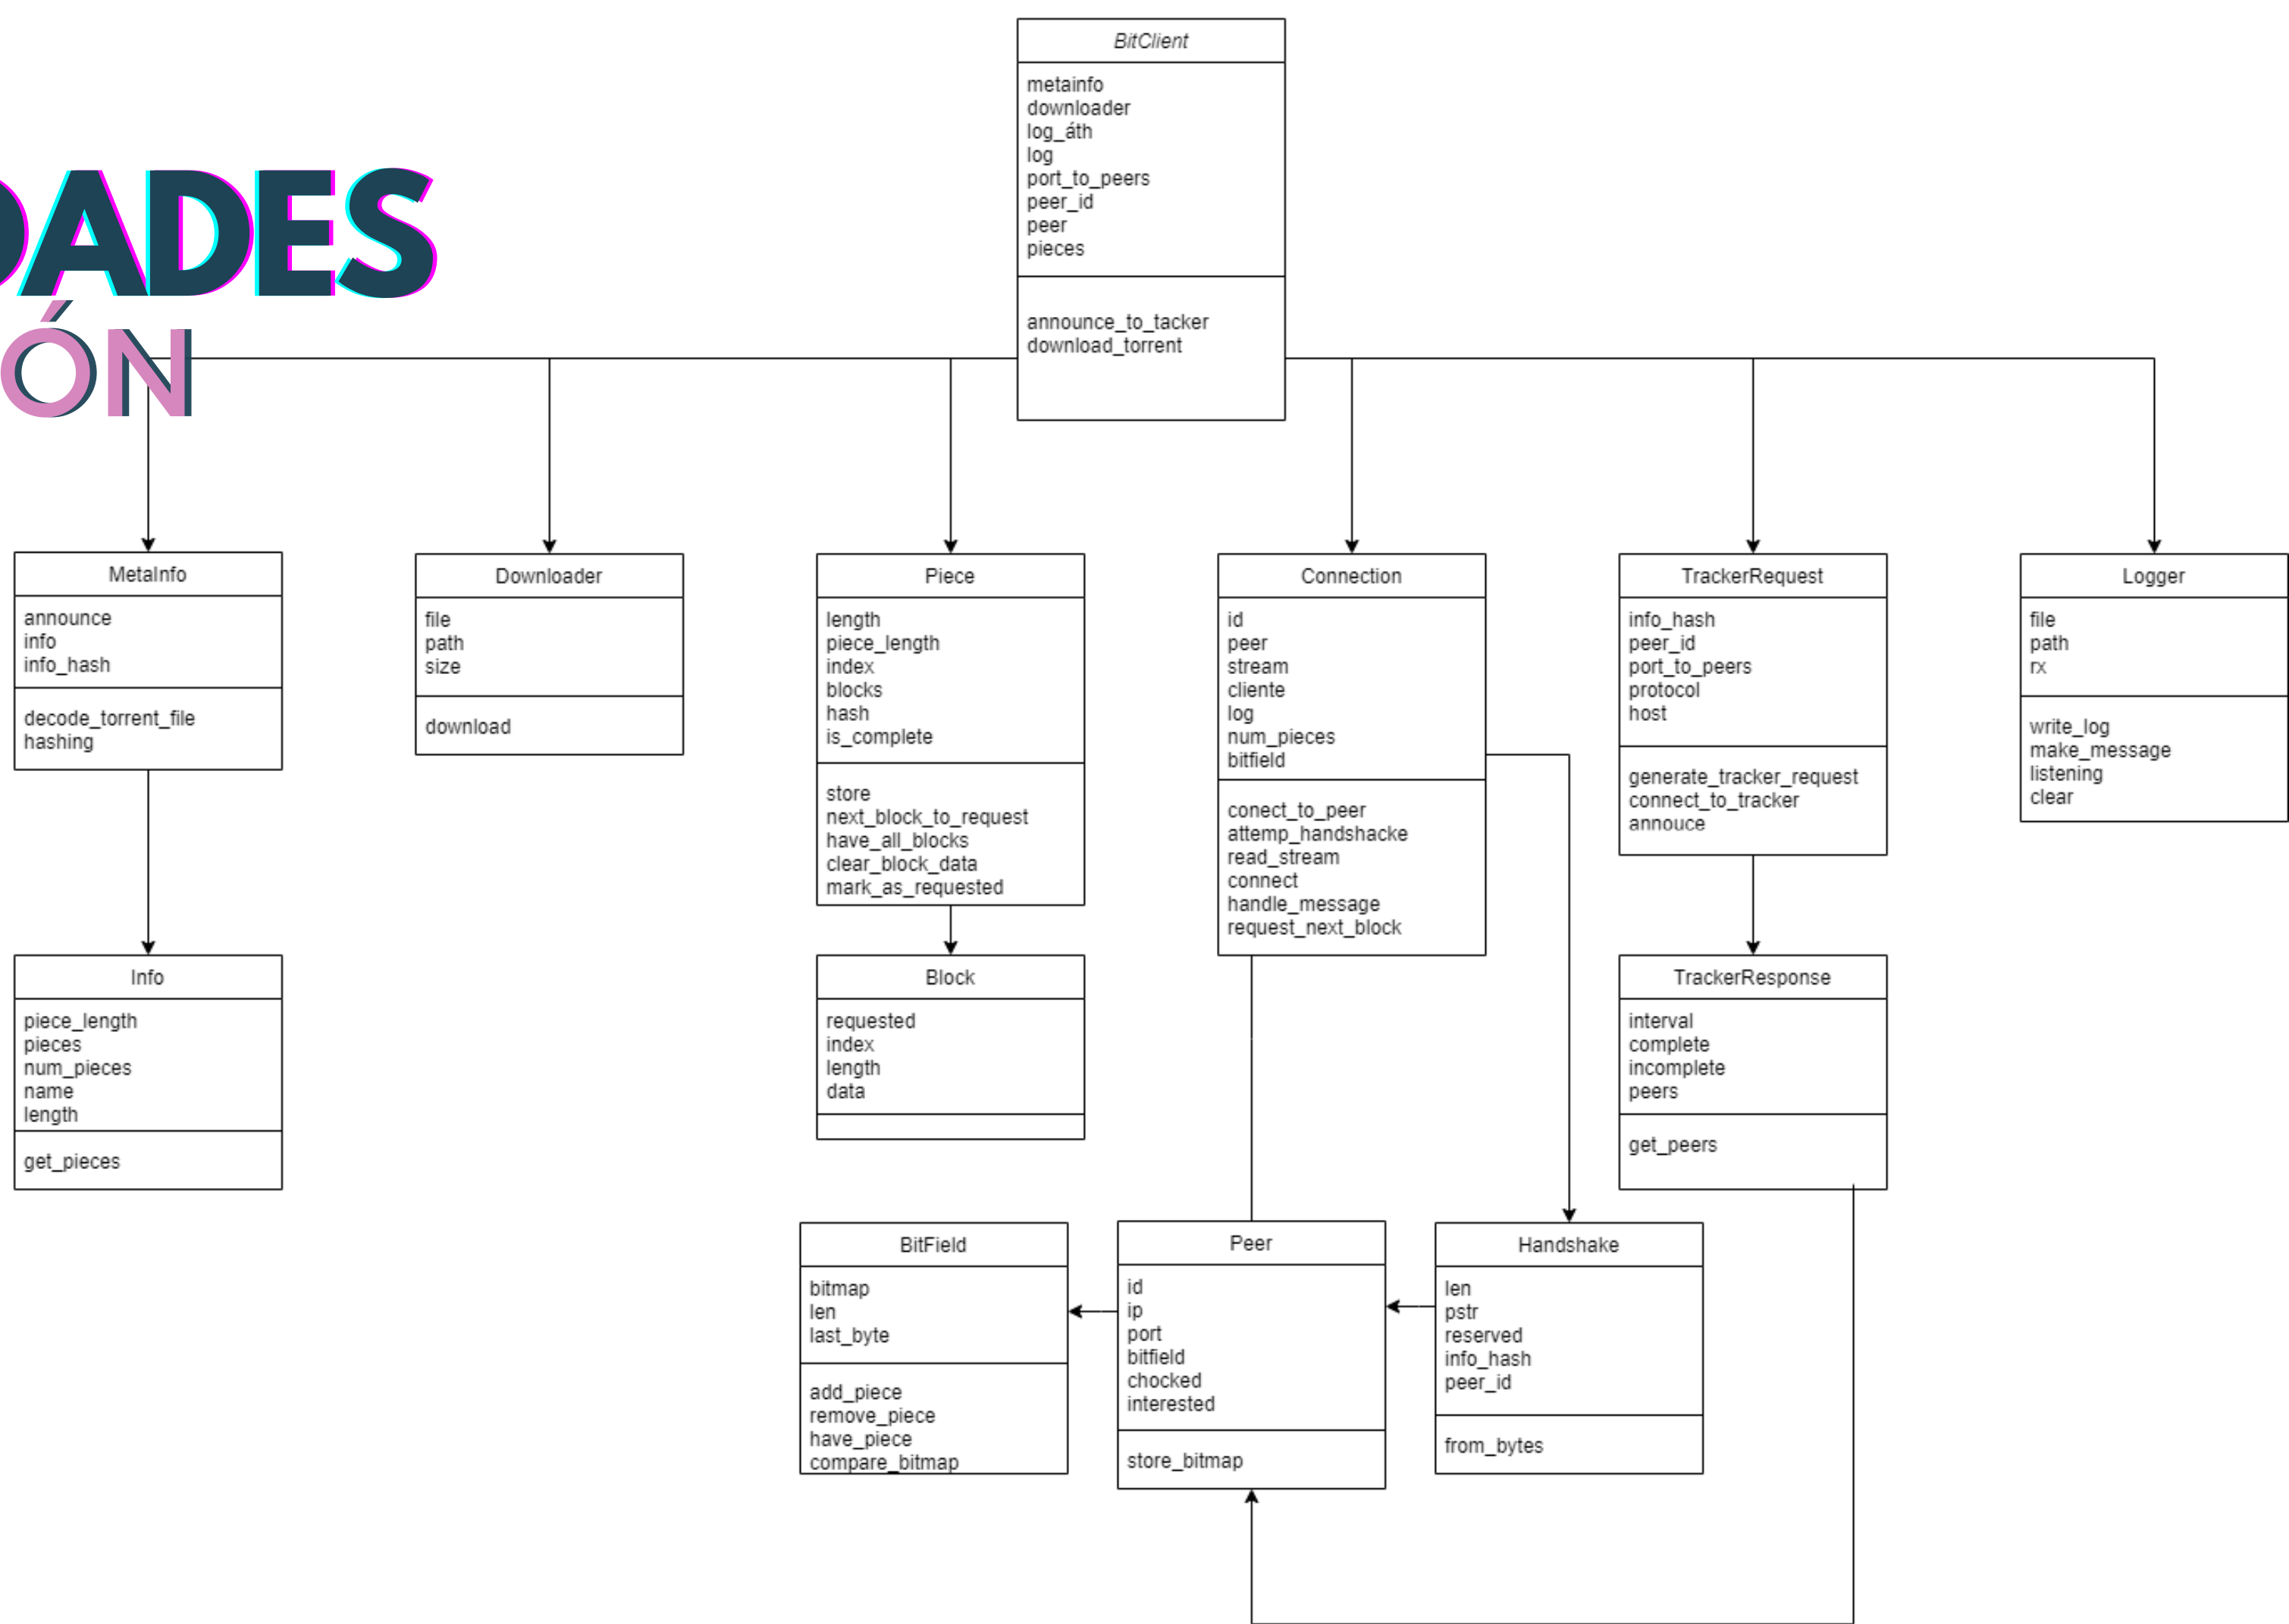 BitClient
metainfo
downloader
log_áth
log
port_to_peers
peer_id
peer
pieces
announce_to_tacker
download_torrent
DADES
ÓN
MetaInfo
announce
info
info_hash
decode_torrent_file
hashing
Downloader
file
path
size
download
Piece
length
piece_length
index
blocks
hash
is_complete
store
next_block_to_request
have_all_blocks
clear_block_data
mark_as_requested
Connection
id
peer
stream
cliente
log
num_pieces
bitfield
conect_to_peer
attemp_handshacke
read_stream
connect
handle_message
request_next_block
TrackerRequest
info_hash
peer_id
port_to_peers
protocol
host
generate_tracker_request
connect_to_tracker
annouce
Logger
file
path
rx
write_log
make_message
listening
clear
Info
piece_length
pieces
num_pieces
name
length
get_pieces
Block
requested
index
length
data
TrackerResponse
interval
complete
incomplete
peers
get_peers
BitField
bitmap
len
last_byte
add_piece
remove_piece
have_piece
compare_bitmap
Peer
id
ip
port
bitfield
chocked
interested
store_bitmap
Handshake
len
pstr
reserved
info_hash
peer_id
from_bytes